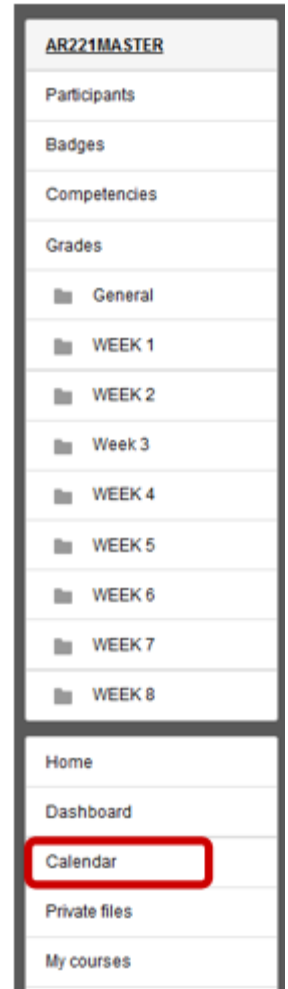 AR221MASTER
Participants
Badges
Competencies
Grades
General
WEEK 1
WEEK 2
Week 3
WEEK 4
WEEK 5
WEEK 6
WEEK 7
WEEK 8
Home
Dashboard
Calendar
Private files
My courses